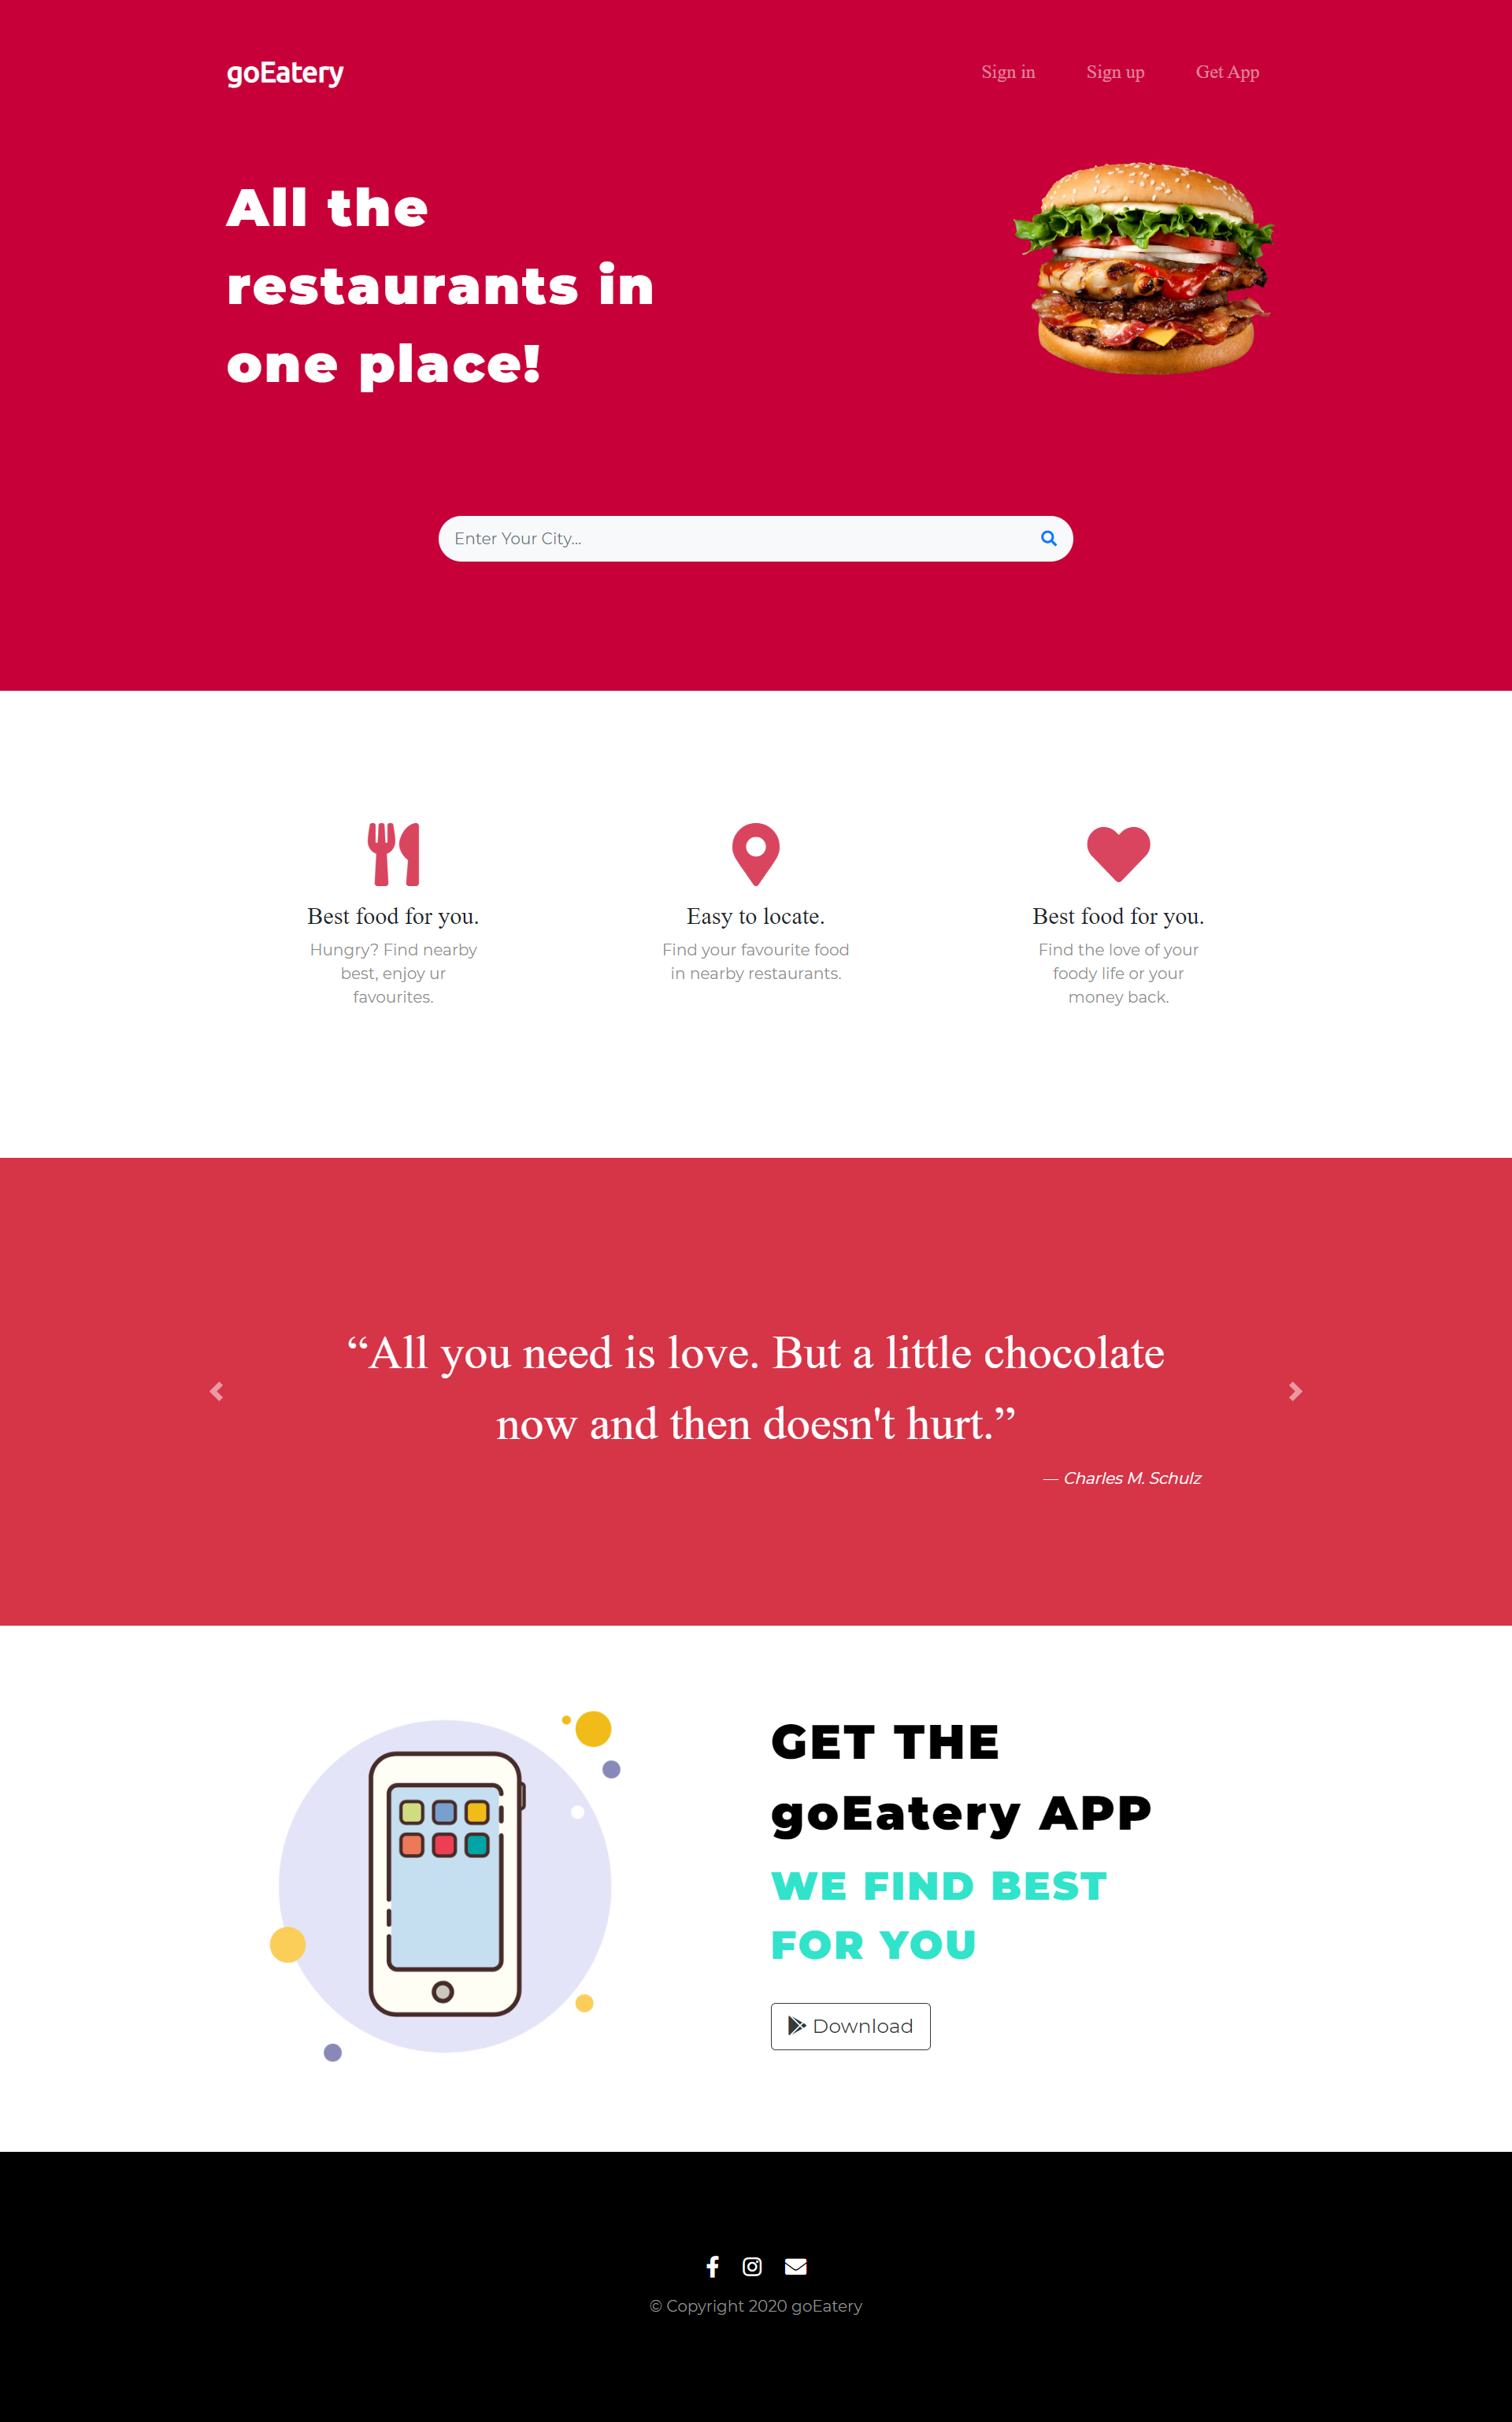 goEatery
Sign in
Sign up
Get App
All the
restaurants in
one place!
Enter Your City...
Best food for you.
Hungry? Find nearby
best, enjoy ur
favourites.
Easy to locate.
Find your favourite food
in nearby restaurants.
Best food for you.
Find the love of your
foody life or your
money back.
“All you need is love. But a little chocolate
now and then doesn't hurt.”
— Charles M. Schulz
GET THE
goEatery APP
WE FIND BEST
FOR YOU
Download
© Copyright 2020 goEatery